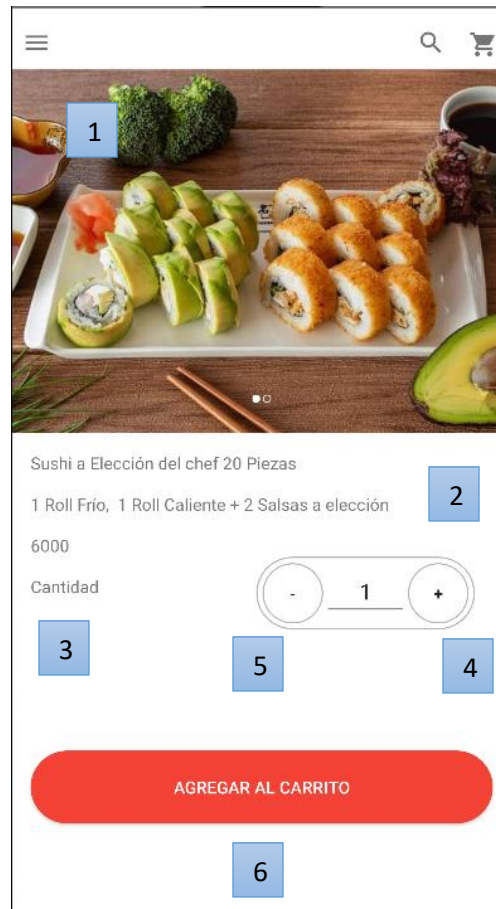 1
Sushi a Elección del chef 20 Piezas
2
1 Roll Frío, 1 Roll Caliente + 2 Salsas a elección
6000
Cantidad
- 1 +
3
5
4
AGREGAR AL CARRITO
6